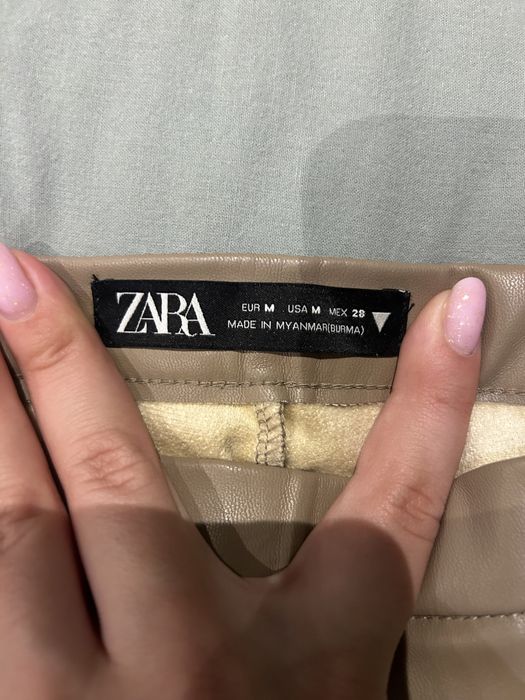 ZARA
EUR M USA M MEX 28
MADE IN MYANMAR(BURMA)